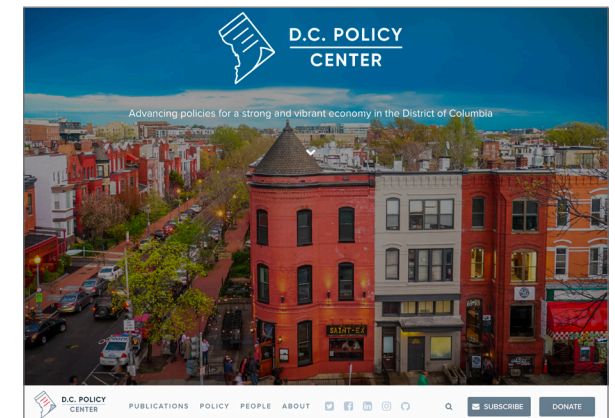 D.C. POLICY
CENTER
Advancing policies for a strong and vibrant economy in the District of Columbia
SAINT-EX
D.C. POLICY
CENTER
PUBLICATIONS POLICY PEOPLE ABOUT
SUBSCRIBE
DONATE